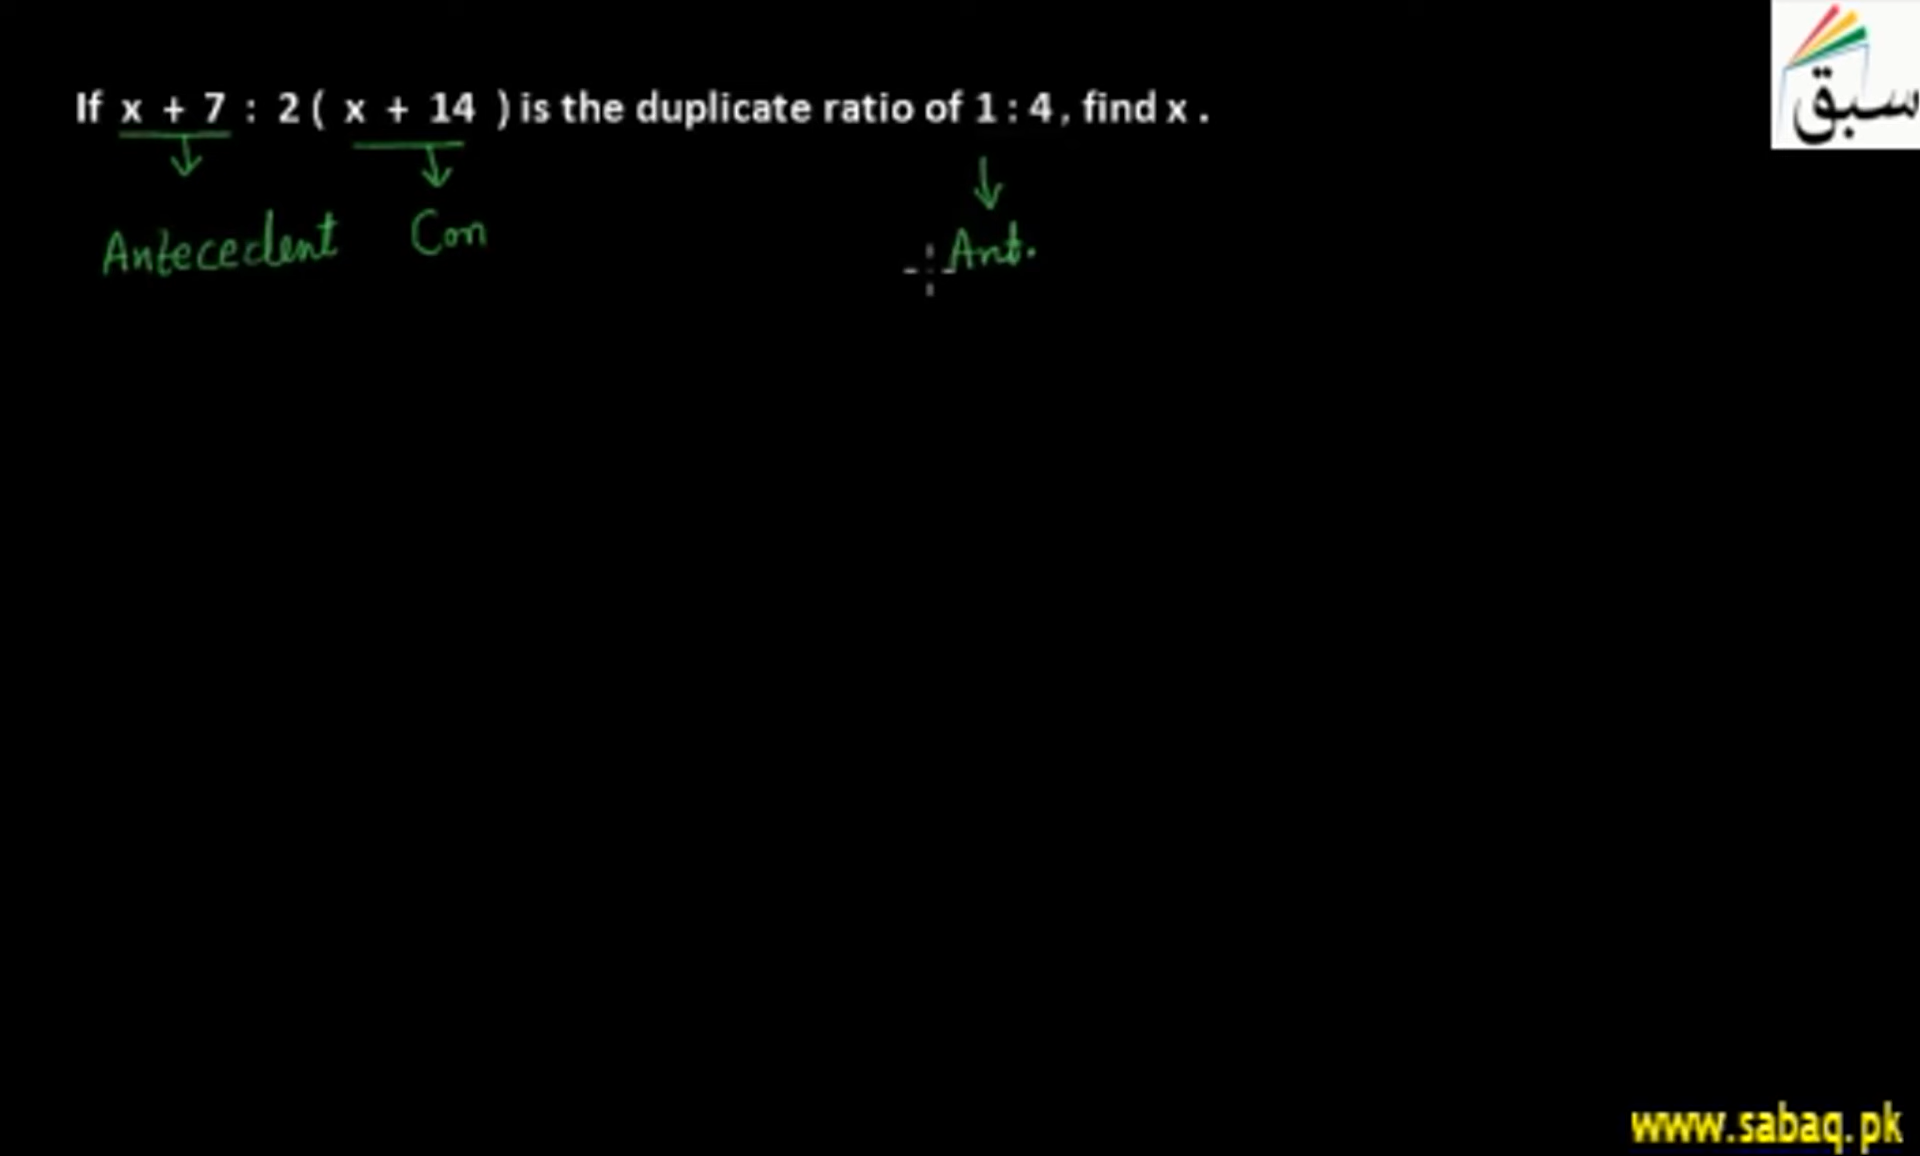 سبق
If x + 7 : 2 ( x + 14 ) is the duplicate ratio of 1 : 4 , find x .
Antecedent Con Ant.
www.sabaq.pk